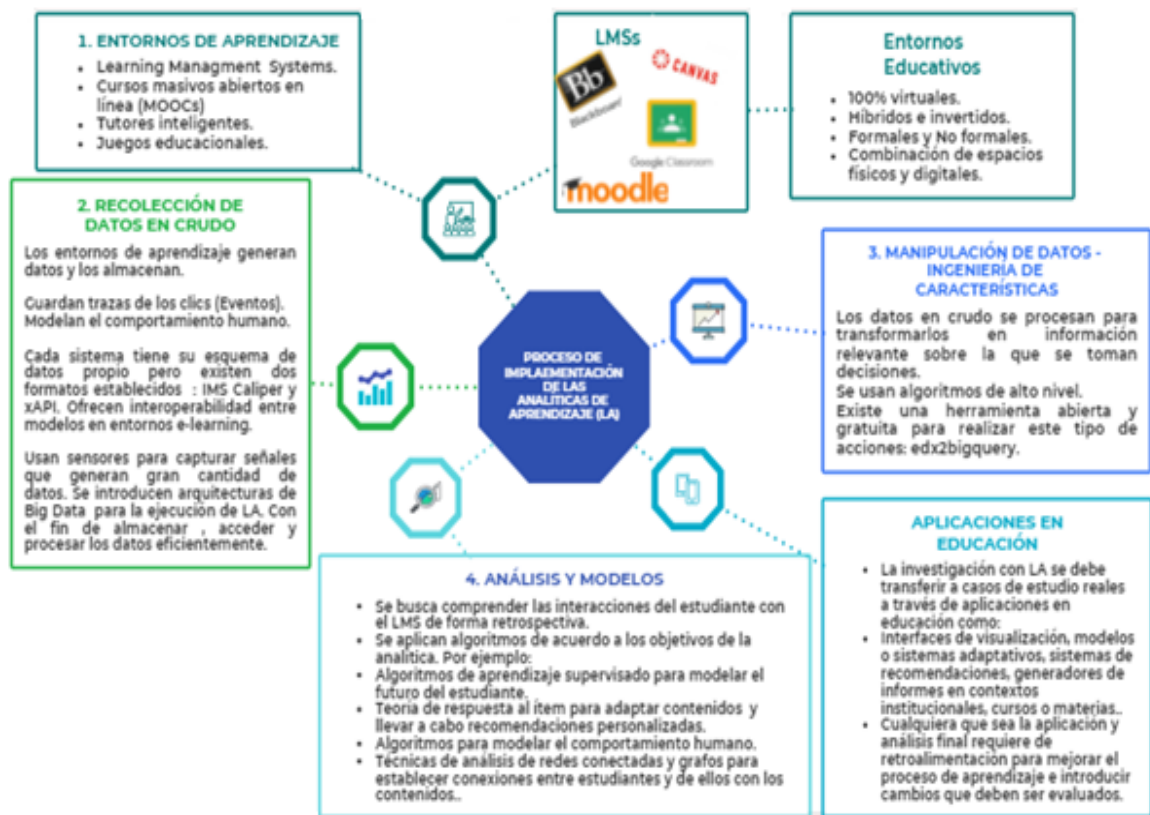 1. ENTORNOS DE APRENDIZAJE
• Learning Managment Systems.
• Cursos masivos abiertos en
línea (MOOCs)
• Tutores inteligentes.
• Juegos educacionales.
LMSs
Bb
Blackboard
CANVAS
Google Classroom
moodle
Entornos
Educativos
• 100% virtuales.
• Híbridos e invertidos.
• Formales y No formales.
• Combinación de espacios
físicos y digitales.
2. RECOLECCIÓN DE
DATOS EN CRUDO
Los entornos de aprendizaje generan
datos y los almacenan.
Guardan trazas de los clics (Eventos).
Modelan el comportamiento humano.
Cada sistema tiene su esquema de
datos propio pero existen dos
formatos establecidos : IMS Caliper y
xAPI. Ofrecen interoperabilidad entre
modelos en entornos e-learning.
Usan sensores para capturar señales
que generan gran cantidad de
datos. Se introducen arquitecturas de
Big Data para la ejecución de LA. Con
el fin de almacenar , acceder y
procesar los datos eficientemente.
PROCESO DE
IMPLAEMENTACIÓN
DE LAS
ANALÍTICAS DE
APRENDIZAJE (LA)
3. MANIPULACIÓN DE DATOS -
INGENIERÍA DE
CARACTERÍSTICAS
Los datos en crudo se procesan para
transformarlos en información
relevante sobre la que se toman
decisiones.
Se usan algoritmos de alto nivel.
Existe una herramienta abierta y
gratuita para realizar este tipo de
acciones: edx2bigquery.
4. ANÁLISIS Y MODELOS
• Se busca comprender las interacciones del estudiante con
el LMS de forma retrospectiva.
• Se aplican algoritmos de acuerdo a los objetivos de la
analítica. Por ejemplo:
• Algoritmos de aprendizaje supervisado para modelar el
futuro del estudiante.
• Teoría de respuesta al ítem para adaptar contenidos y
llevar a cabo recomendaciones personalizadas.
• Algoritmos para modelar el comportamiento humano.
• Técnicas de análisis de redes conectadas y grafos para
establecer conexiones entre estudiantes y de ellos con los
contenidos..
APLICACIONES EN
EDUCACIÓN
• La investigación con LA se debe
transferir a casos de estudio reales
a través de aplicaciones en
educación como:
• Interfaces de visualización, modelos
o sistemas adaptativos, sistemas de
recomendaciones, generadores de
informes en contextos
institucionales, cursos o materias..
• Cualquiera que sea la aplicación y
análisis final requiere de
retroalimentación para mejorar el
proceso de aprendizaje e introducir
cambios que deben ser evaluados.